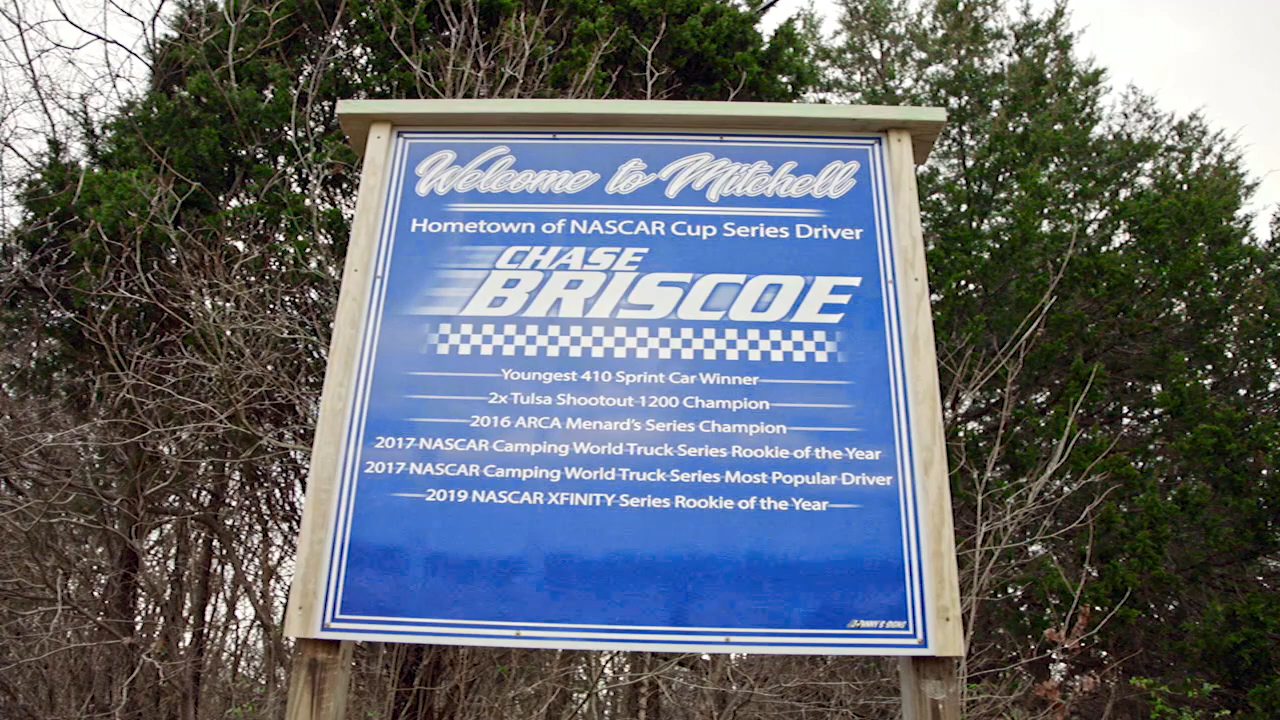 Welcome to Mitchell
Hometown of NASCAR Cup Series Driver
CHASE
BRISCOE
Youngest 410 Sprint Car Winner
2x Tulsa Shootout 1200 Champion
2016 ARCA Menard's Series Champion
2017 NASCAR Camping World Truck Series Rookie of the Year
2017 NASCAR Camping World Truck Series Most Popular Driver
2019 NASCAR XFINITY Series Rookie of the Year